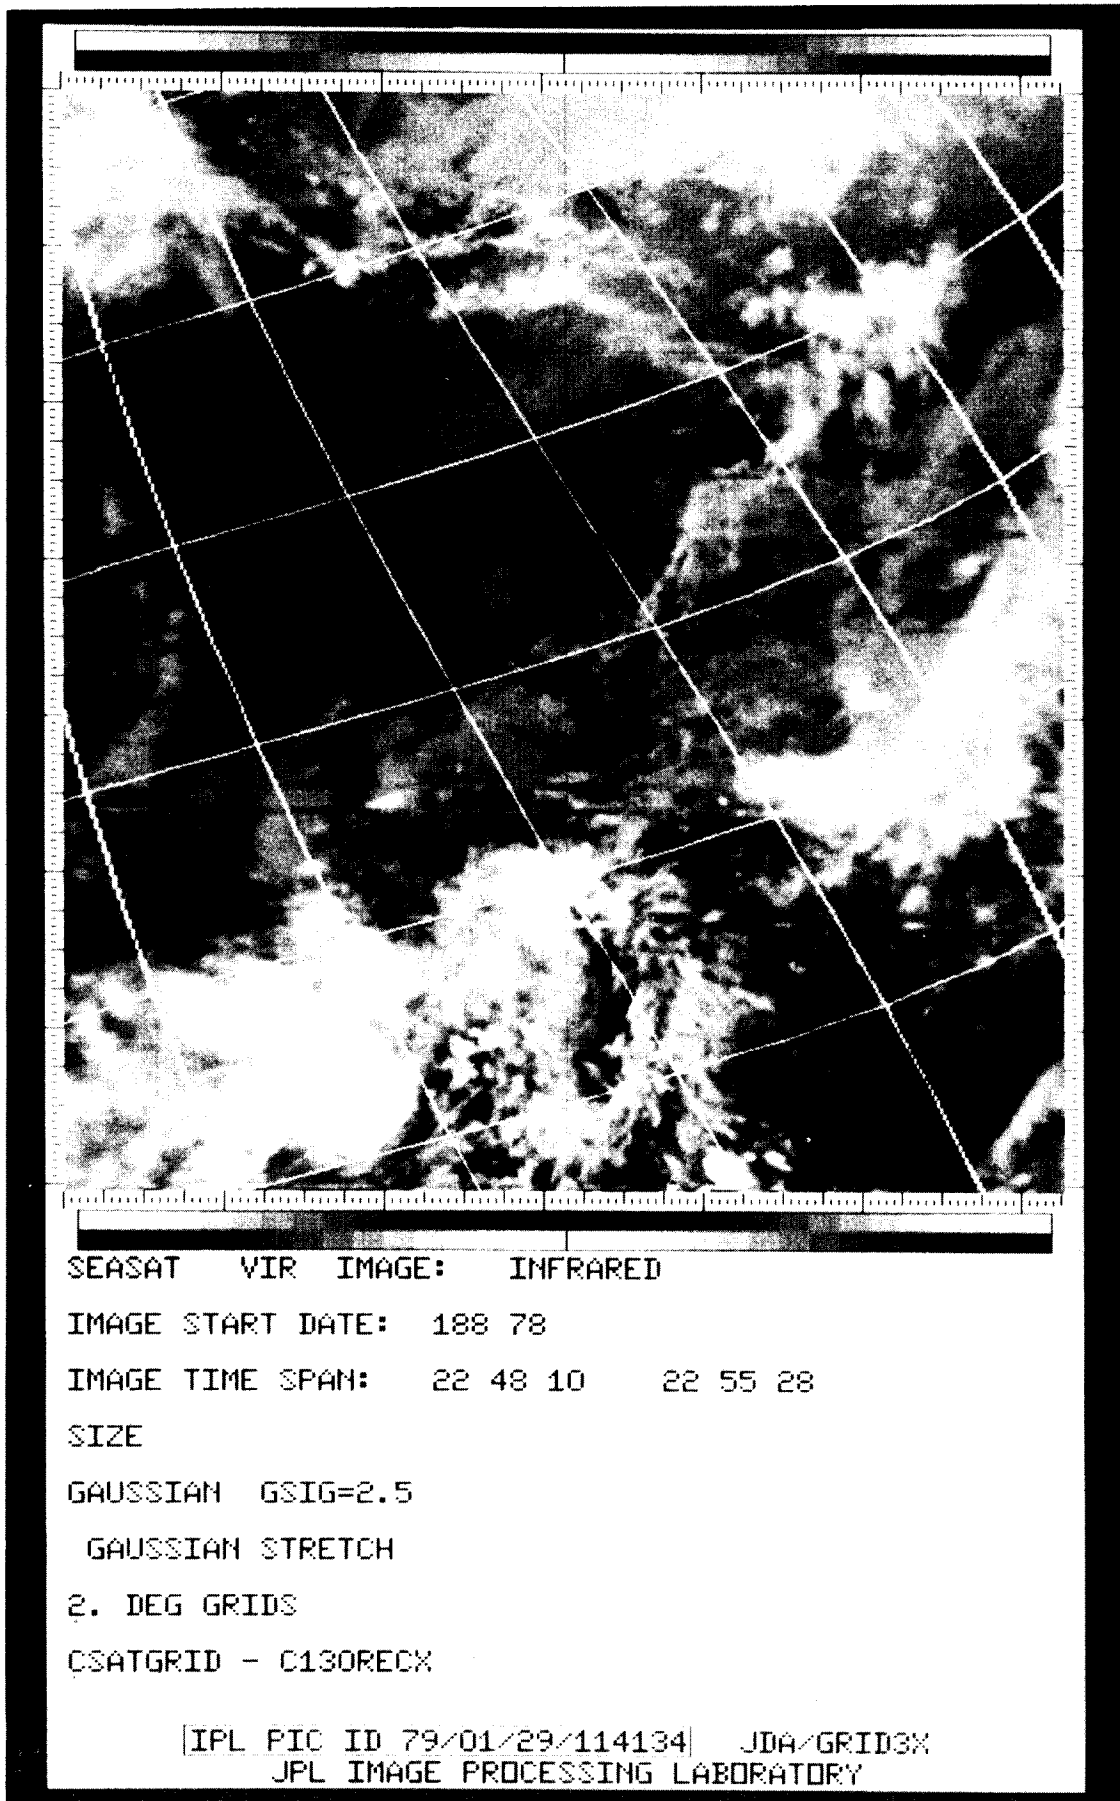 SEASAT VIR IMAGE: INFRARED
IMAGE START DATE: 188 78
IMAGE TIME SPAN: 22 48 10 22 55 28
SIZE
GAUSSIAN GSIG=2.5
GAUSSIAN STRETCH
2. DEG GRIDS
CSATGRID - C130RECX
IPL PIC ID 79/01/29/114134 JDA/GRID3X
JPL IMAGE PROCESSING LABORATORY